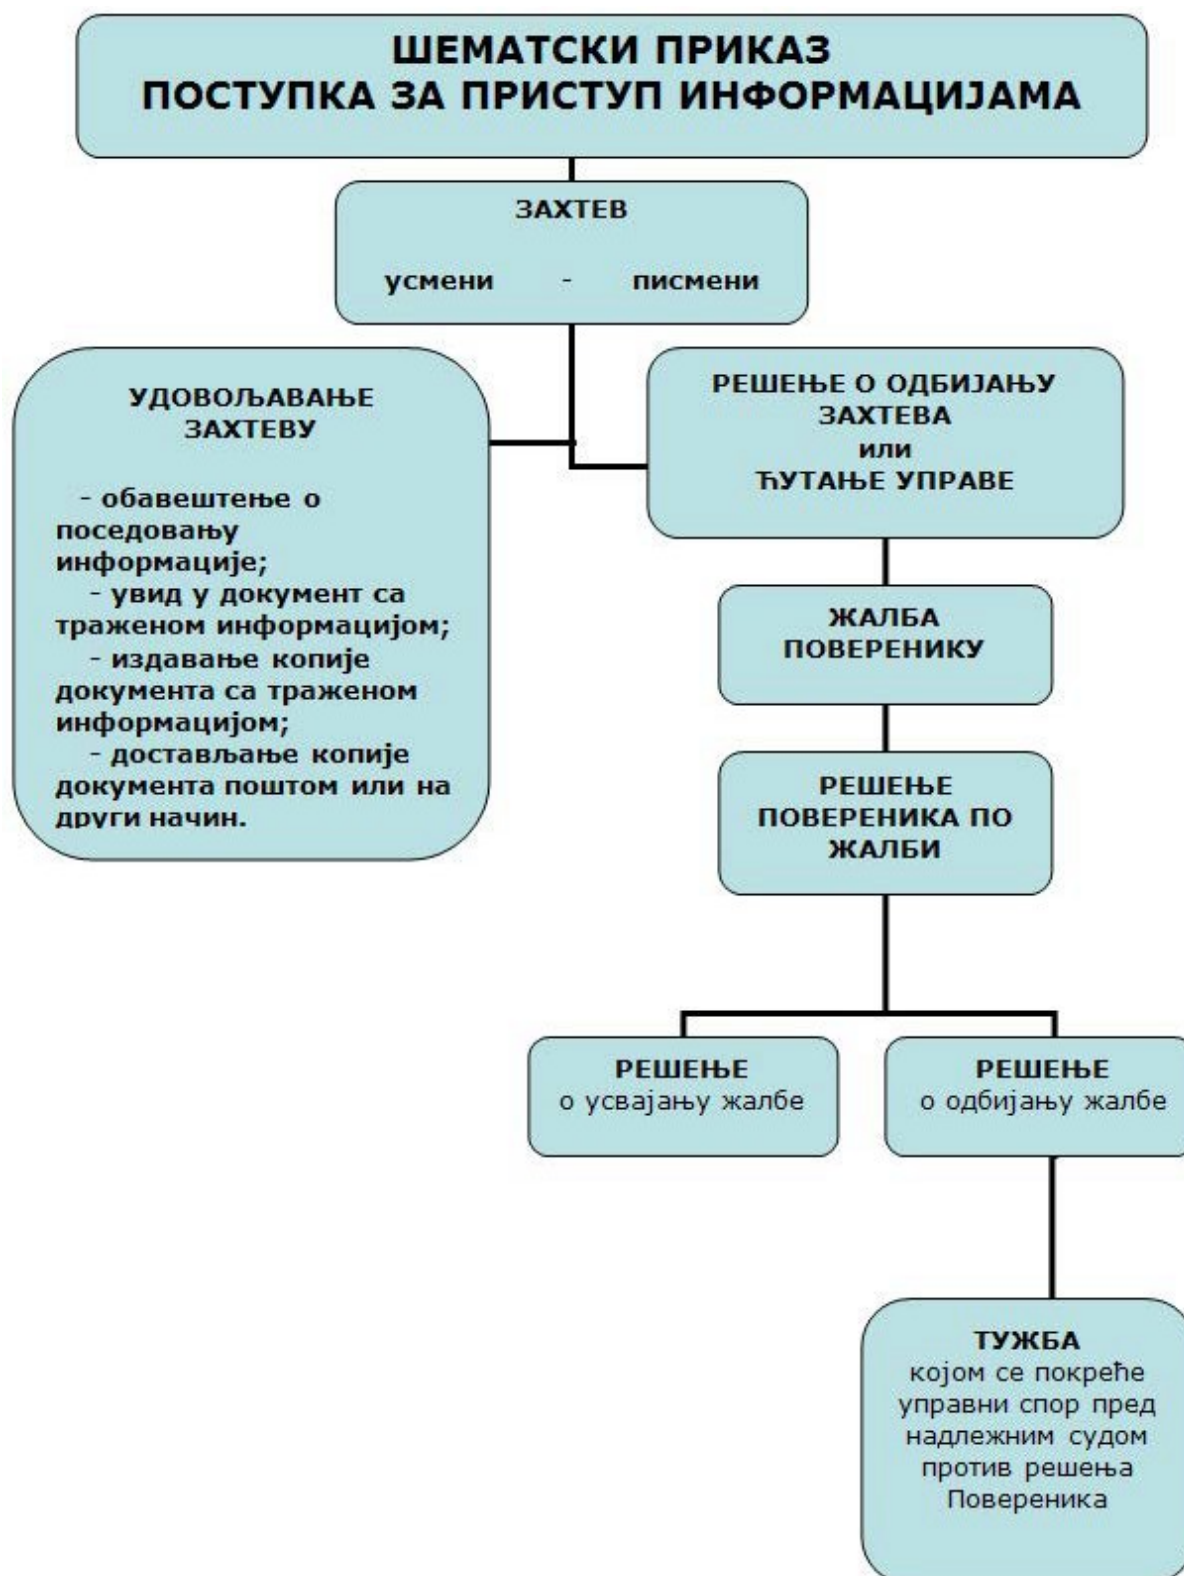 ШЕМАТСКИ ПРИКАЗ
ПОСТУПКА ЗА ПРИСТУП ИНФОРМАЦИЈАМА
ЗАХТЕВ
усмени - писмени
УДОВОЉАВАЊЕ
ЗАХТЕВУ
- обавештење о
поседовању
информације;
- увид у документ са
траженом информацијом;
- издавање копије
документа са траженом
информацијом;
- достављање копије
документа поштом или на
други начин.
РЕШЕЊЕ О ОДБИЈАЊУ
ЗАХТЕВА
или
ЋУТАЊЕ УПРАВЕ
ЖАЛБА
ПОВЕРЕНИКУ
РЕШЕЊЕ
ПОВЕРЕНИКА ПО
ЖАЛБИ
РЕШЕЊЕ
о усвајању жалбе
РЕШЕЊЕ
о одбијању жалбе
ТУЖБА
којом се покреће
управни спор пред
надлежним судом
против решења
Повереника